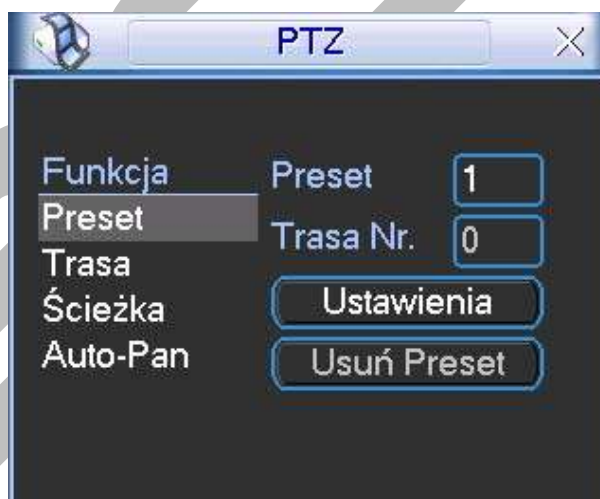 PTZ
Funkcja
Preset
Trasa
Ścieżka
Auto-Pan
Preset 1
Trasa Nr. 0
Ustawienia
Usuń Preset